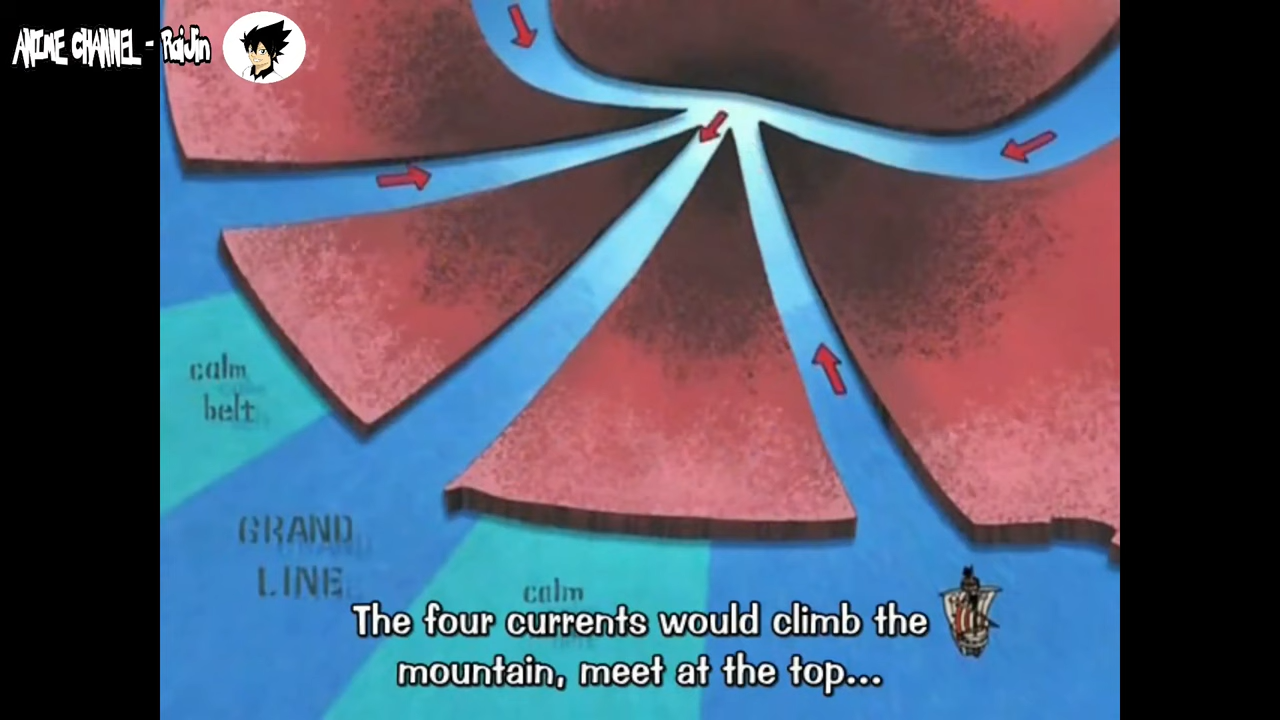 ANIME CHANNEL - RaiJin
calm
belt
GRAND
LINE
calm
The four currents would climb the
mountain, meet at the top...